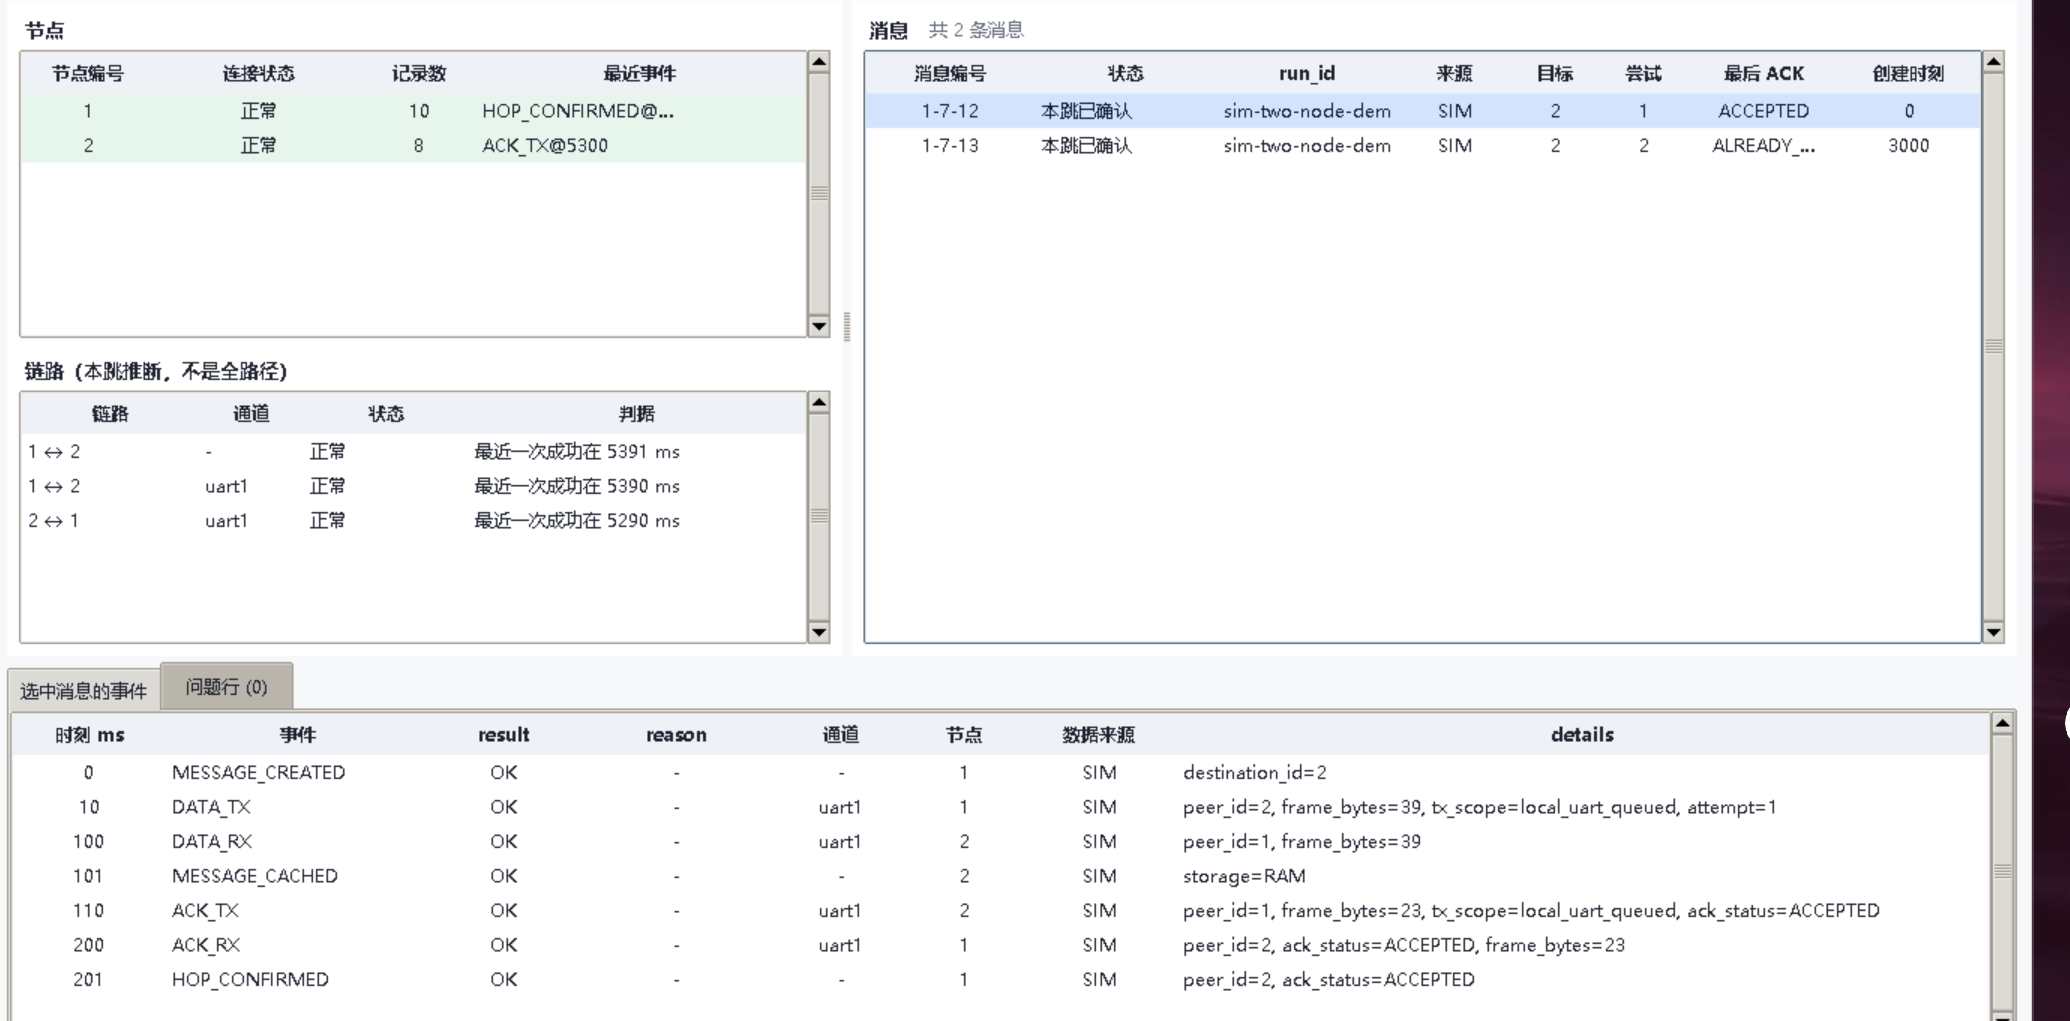 节点
节点编号 连接状态 记录数 最近事件
1 正常 10 HOP_CONFIRMED@...
2 正常 8 ACK_TX@5300
链路（本跳推断，不是全路径）
链路 通道 状态 判据
1 ↔ 2 - 正常 最近一次成功在 5391 ms
1 ↔ 2 uart1 正常 最近一次成功在 5390 ms
2 ↔ 1 uart1 正常 最近一次成功在 5290 ms
消息 共 2 条消息
消息编号 状态 run_id 来源 目标 尝试 最后 ACK 创建时刻
1-7-12 本跳已确认 sim-two-node-dem SIM 2 1 ACCEPTED 0
1-7-13 本跳已确认 sim-two-node-dem SIM 2 2 ALREADY_... 3000
选中消息的事件 问题行 (0)
时刻 ms 事件 result reason 通道 节点 数据来源 details
0 MESSAGE_CREATED OK - - 1 SIM destination_id=2
10 DATA_TX OK - uart1 1 SIM peer_id=2, frame_bytes=39, tx_scope=local_uart_queued, attempt=1
100 DATA_RX OK - uart1 2 SIM peer_id=1, frame_bytes=39
101 MESSAGE_CACHED OK - - 2 SIM storage=RAM
110 ACK_TX OK - uart1 2 SIM peer_id=1, frame_bytes=23, tx_scope=local_uart_queued, ack_status=ACCEPTED
200 ACK_RX OK - uart1 1 SIM peer_id=2, ack_status=ACCEPTED, frame_bytes=23
201 HOP_CONFIRMED OK - - 1 SIM peer_id=2, ack_status=ACCEPTED